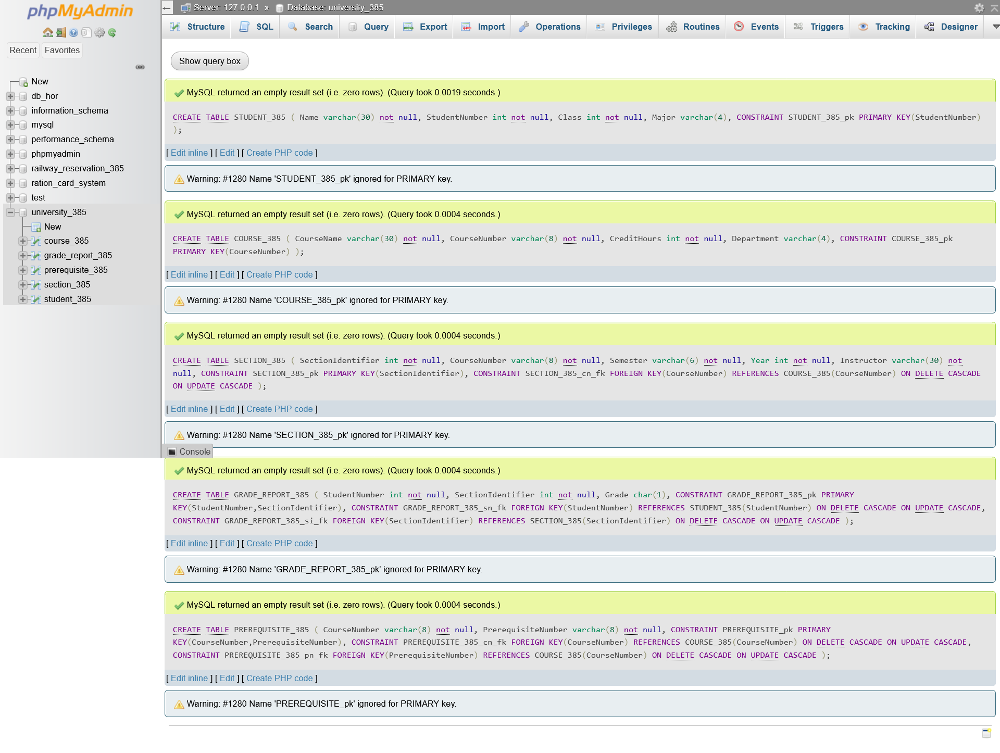 phpMyAdmin
Recent Favorites
New
db_hor
information_schema
mysql
performance_schema
phpmyadmin
railway_reservation_385
ration_card_system
test
university_385
New
course_385
grade_report_385
prerequisite_385
section_385
student_385
Server: 127.0.0.1 » Database: university_385
Structure SQL Search Query Export Import Operations Privileges Routines Events Triggers Tracking Designer
Show query box
MySQL returned an empty result set (i.e. zero rows). (Query took 0.0019 seconds.)
CREATE TABLE STUDENT_385 ( Name varchar(30) not null, StudentNumber int not null, Class int not null, Major varchar(4), CONSTRAINT STUDENT_385_pk PRIMARY KEY(StudentNumber)
);
[ Edit inline ] [ Edit ] [ Create PHP code ]
Warning: #1280 Name 'STUDENT_385_pk' ignored for PRIMARY key.
MySQL returned an empty result set (i.e. zero rows). (Query took 0.0004 seconds.)
CREATE TABLE COURSE_385 ( CourseName varchar(30) not null, CourseNumber varchar(8) not null, CreditHours int not null, Department varchar(4), CONSTRAINT COURSE_385_pk
PRIMARY KEY(CourseNumber) );
[ Edit inline ] [ Edit ] [ Create PHP code ]
Warning: #1280 Name 'COURSE_385_pk' ignored for PRIMARY key.
MySQL returned an empty result set (i.e. zero rows). (Query took 0.0004 seconds.)
CREATE TABLE SECTION_385 ( SectionIdentifier int not null, CourseNumber varchar(8) not null, Semester varchar(6) not null, Year int not null, Instructor varchar(30) not
null, CONSTRAINT SECTION_385_pk PRIMARY KEY(SectionIdentifier), CONSTRAINT SECTION_385_cn_fk FOREIGN KEY(CourseNumber) REFERENCES COURSE_385(CourseNumber) ON DELETE CASCADE
ON UPDATE CASCADE );
[ Edit inline ] [ Edit ] [ Create PHP code ]
Warning: #1280 Name 'SECTION_385_pk' ignored for PRIMARY key.
Console
MySQL returned an empty result set (i.e. zero rows). (Query took 0.0004 seconds.)
CREATE TABLE GRADE_REPORT_385 ( StudentNumber int not null, SectionIdentifier int not null, Grade char(1), CONSTRAINT GRADE_REPORT_385_pk PRIMARY
KEY(StudentNumber,SectionIdentifier), CONSTRAINT GRADE_REPORT_385_sn_fk FOREIGN KEY(StudentNumber) REFERENCES STUDENT_385(StudentNumber) ON DELETE CASCADE ON UPDATE CASCADE,
CONSTRAINT GRADE_REPORT_385_si_fk FOREIGN KEY(SectionIdentifier) REFERENCES SECTION_385(SectionIdentifier) ON DELETE CASCADE ON UPDATE CASCADE );
[ Edit inline ] [ Edit ] [ Create PHP code ]
Warning: #1280 Name 'GRADE_REPORT_385_pk' ignored for PRIMARY key.
MySQL returned an empty result set (i.e. zero rows). (Query took 0.0004 seconds.)
CREATE TABLE PREREQUISITE_385 ( CourseNumber varchar(8) not null, PrerequisiteNumber varchar(8) not null, CONSTRAINT PREREQUISITE_pk PRIMARY
KEY(CourseNumber,PrerequisiteNumber), CONSTRAINT PREREQUISITE_385_cn_fk FOREIGN KEY(CourseNumber) REFERENCES COURSE_385(CourseNumber) ON DELETE CASCADE ON UPDATE CASCADE,
CONSTRAINT PREREQUISITE_385_pn_fk FOREIGN KEY(PrerequisiteNumber) REFERENCES COURSE_385(CourseNumber) ON DELETE CASCADE ON UPDATE CASCADE );
[ Edit inline ] [ Edit ] [ Create PHP code ]
Warning: #1280 Name 'PREREQUISITE_pk' ignored for PRIMARY key.